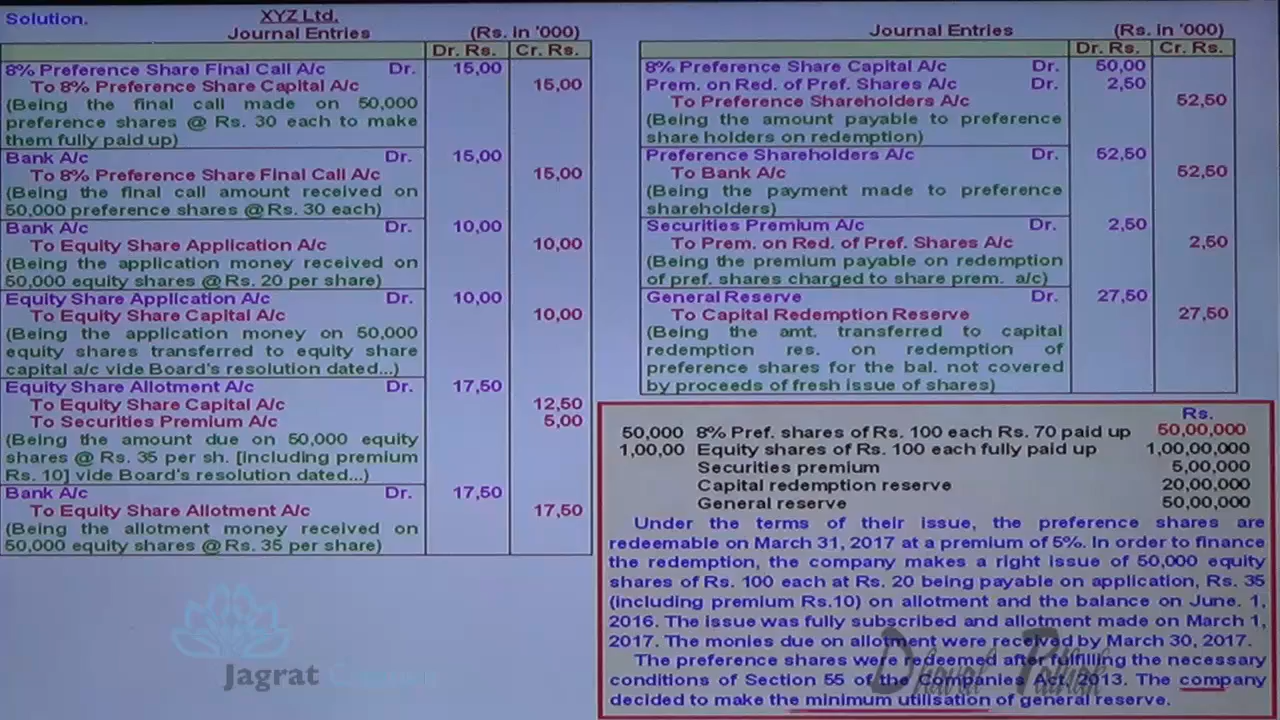 Solution.
XYZ Ltd.
Journal Entries (Rs. in '000)
Dr. Rs. Cr. Rs.
8% Preference Share Final Call A/c Dr. 15,00
To 8% Preference Share Capital A/c 15,00
(Being the final call made on 50,000
preference shares @ Rs. 30 each to make
them fully paid up)
Bank A/c Dr. 15,00
To 8% Preference Share Final Call A/c 15,00
(Being the final call amount received on
50,000 preference shares @ Rs. 30 each)
Bank A/c Dr. 10,00
To Equity Share Application A/c 10,00
(Being the application money received on
50,000 equity shares @ Rs. 20 per share)
Equity Share Application A/c Dr. 10,00
To Equity Share Capital A/c 10,00
(Being the application money on 50,000
equity shares transferred to equity share
capital a/c vide Board's resolution dated...)
Equity Share Allotment A/c Dr. 17,50
To Equity Share Capital A/c 12,50
To Securities Premium A/c 5,00
(Being the amount due on 50,000 equity
shares @ Rs. 35 per sh. [including premium
Rs. 10] vide Board's resolution dated...)
Bank A/c Dr. 17,50
To Equity Share Allotment A/c 17,50
(Being the allotment money received on
50,000 equity shares @ Rs. 35 per share)
Journal Entries (Rs. in '000)
Dr. Rs. Cr. Rs.
8% Preference Share Capital A/c Dr. 50,00
Prem. on Red. of Pref. Shares A/c Dr. 2,50
To Preference Shareholders A/c 52,50
(Being the amount payable to preference
share holders on redemption)
Preference Shareholders A/c Dr. 52,50
To Bank A/c 52,50
(Being the payment made to preference
shareholders)
Securities Premium A/c Dr. 2,50
To Prem. on Red. of Pref. Shares A/c 2,50
(Being the premium payable on redemption
of pref. shares charged to share prem. a/c)
General Reserve Dr. 27,50
To Capital Redemption Reserve 27,50
(Being the amt. transferred to capital
redemption res. on redemption of
preference shares for the bal. not covered
by proceeds of fresh issue of shares)
Rs.
50,000 8% Pref. shares of Rs. 100 each Rs. 70 paid up 50,00,000
1,00,00 Equity shares of Rs. 100 each fully paid up 1,00,00,000
Securities premium 5,00,000
Capital redemption reserve 20,00,000
General reserve 50,00,000
Under the terms of their issue, the preference shares are
redeemable on March 31, 2017 at a premium of 5%. In order to finance
the redemption, the company makes a right issue of 50,000 equity
shares of Rs. 100 each at Rs. 20 being payable on application, Rs. 35
(including premium Rs.10) on allotment and the balance on June. 1,
2016. The issue was fully subscribed and allotment made on March 1,
2017. The monies due on allotment were received by March 30, 2017.
The preference shares were redeemed after fulfilling the necessary
conditions of Section 55 of the Companies Act, 2013. The company
decided to make the minimum utilisation of general reserve.
Jagrat
Dhaval Pathak